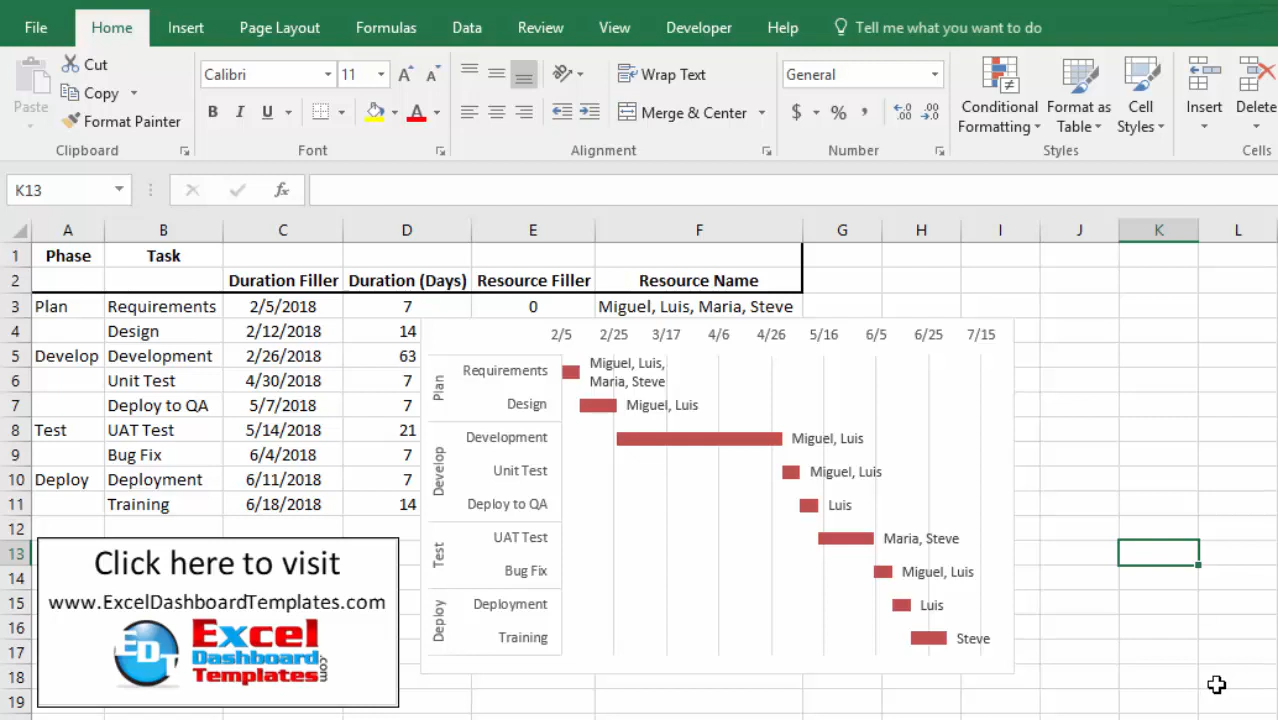 File Home Insert Page Layout Formulas Data Review View Developer Help Tell me what you want to do
Paste Cut Copy Format Painter
Clipboard
Calibri 11 A A
B I U A
Font
Wrap Text
Merge & Center
Alignment
General
$ % , .00 .00
Number
Conditional Formatting Format as Table Cell Styles
Styles
Insert Delete
Cells
K13 fx
A B C D E F G H I J K L
1 Phase Task
2 Duration Filler Duration (Days) Resource Filler Resource Name
3 Plan Requirements 2/5/2018 7 0 Miguel, Luis, Maria, Steve
4 Design 2/12/2018 14
5 Develop Development 2/26/2018 63
6 Unit Test 4/30/2018 7
7 Deploy to QA 5/7/2018 7
8 Test UAT Test 5/14/2018 21
9 Bug Fix 6/4/2018 7
10 Deploy Deployment 6/11/2018 7
11 Training 6/18/2018 14
12
13
14
15
16
17
18
19
2/5 2/25 3/17 4/6 4/26 5/16 6/5 6/25 7/15
Plan
Requirements Miguel, Luis,
Maria, Steve
Design Miguel, Luis
Develop
Development Miguel, Luis
Unit Test Miguel, Luis
Deploy to QA Luis
Test
UAT Test Maria, Steve
Bug Fix Miguel, Luis
Deploy
Deployment Luis
Training Steve
Click here to visit
www.ExcelDashboardTemplates.com
EDT
Excel
Dashboard
Templates.com